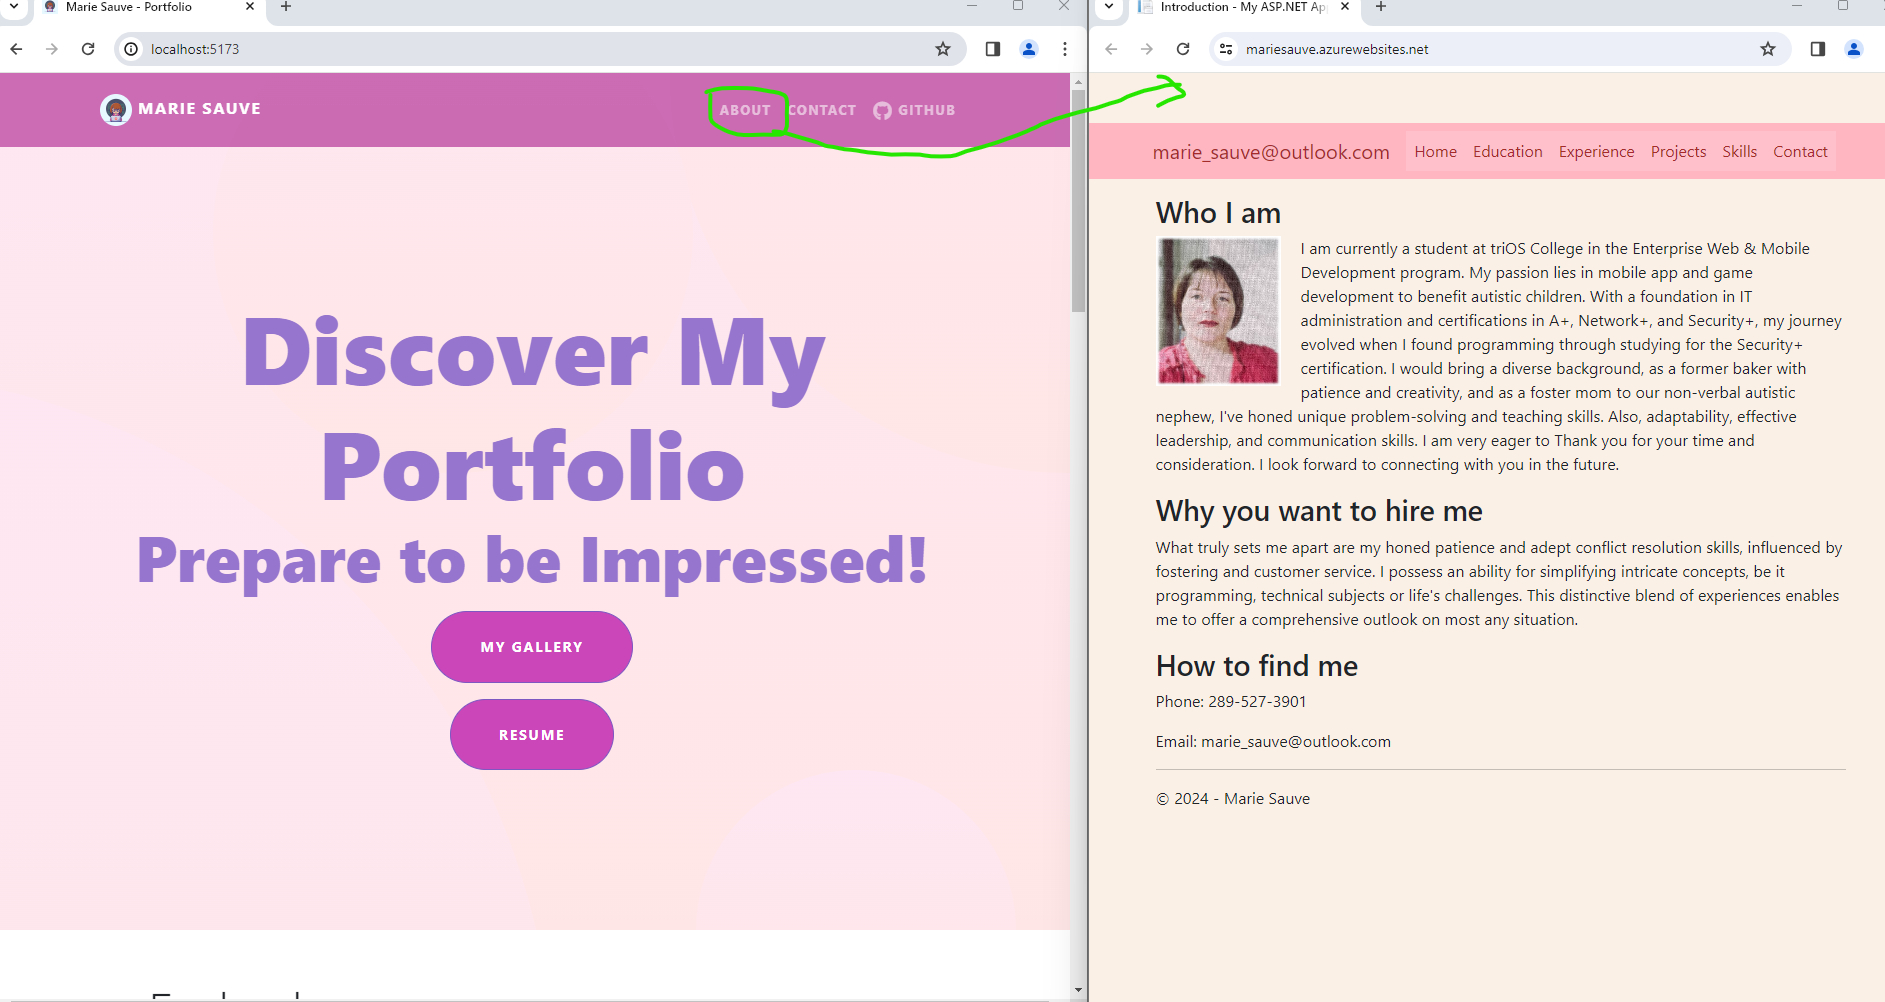 Marie Sauve - Portfolio
localhost:5173
MARIE SAUVE
ABOUT
CONTACT
GITHUB
Discover My
Portfolio
Prepare to be Impressed!
MY GALLERY
RESUME
Introduction - My ASP.NET Ap
mariesauve.azurewebsites.net
marie_sauve@outlook.com
Home
Education
Experience
Projects
Skills
Contact
Who I am
I am currently a student at triOS College in the Enterprise Web & Mobile
Development program. My passion lies in mobile app and game
development to benefit autistic children. With a foundation in IT
administration and certifications in A+, Network+, and Security+, my journey
evolved when I found programming through studying for the Security+
certification. I would bring a diverse background, as a former baker with
patience and creativity, and as a foster mom to our non-verbal autistic
nephew, I've honed unique problem-solving and teaching skills. Also, adaptability, effective
leadership, and communication skills. I am very eager to Thank you for your time and
consideration. I look forward to connecting with you in the future.
Why you want to hire me
What truly sets me apart are my honed patience and adept conflict resolution skills, influenced by
fostering and customer service. I possess an ability for simplifying intricate concepts, be it
programming, technical subjects or life's challenges. This distinctive blend of experiences enables
me to offer a comprehensive outlook on most any situation.
How to find me
Phone: 289-527-3901
Email: marie_sauve@outlook.com
© 2024 - Marie Sauve